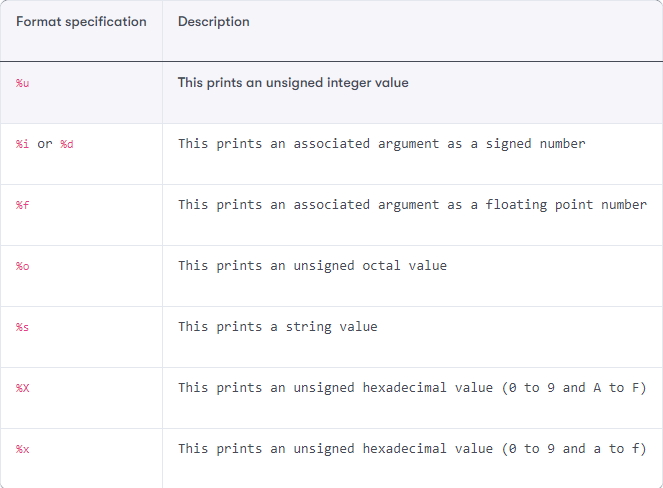 Format specification Description
%u This prints an unsigned integer value
%i or %d This prints an associated argument as a signed number
%f This prints an associated argument as a floating point number
%o This prints an unsigned octal value
%s This prints a string value
%X This prints an unsigned hexadecimal value (0 to 9 and A to F)
%x This prints an unsigned hexadecimal value (0 to 9 and a to f)